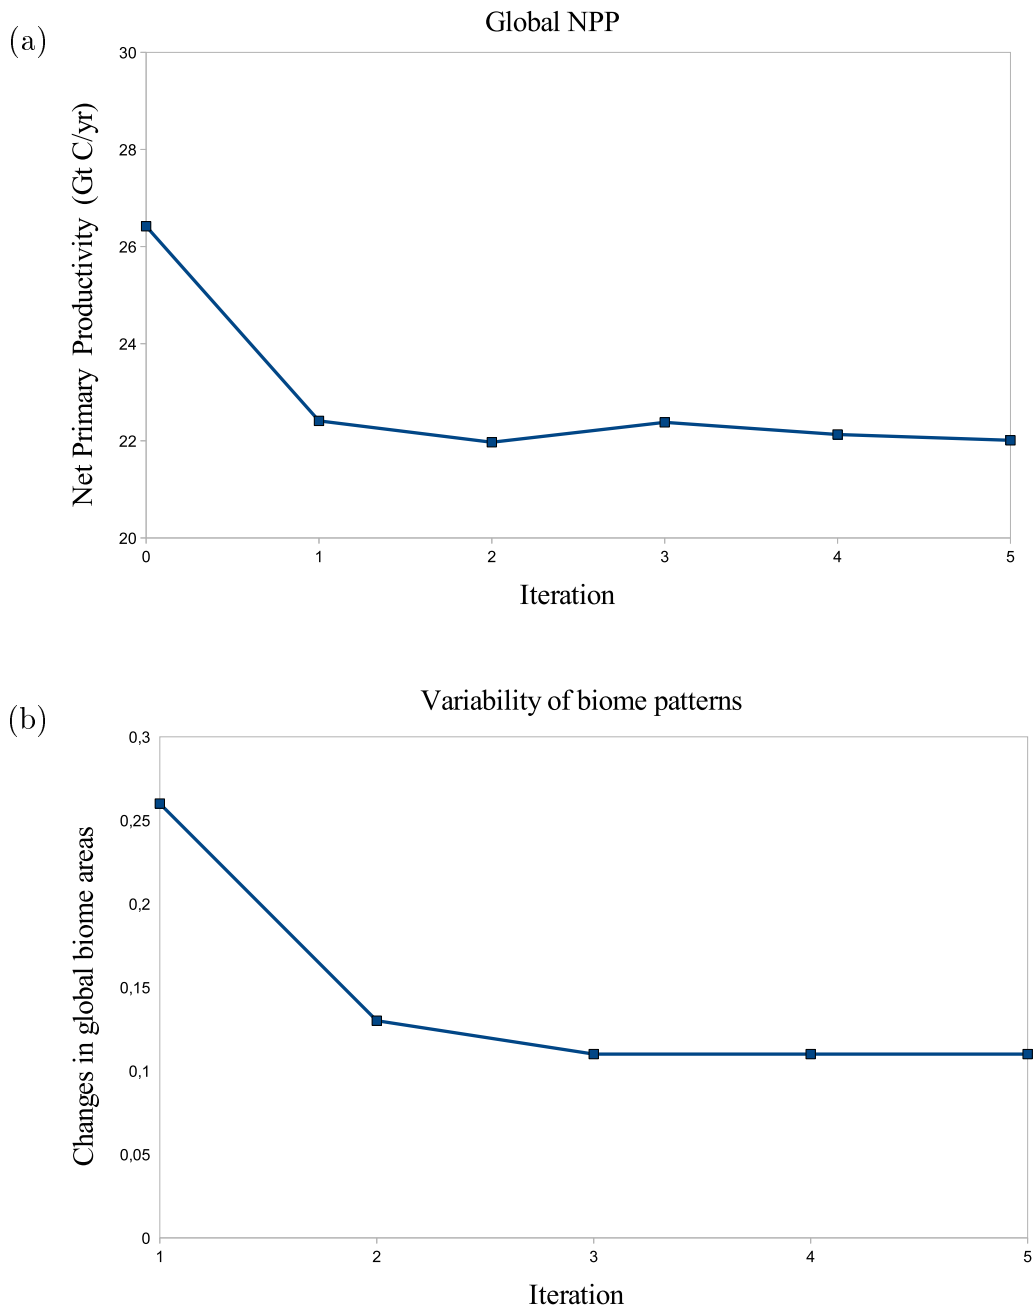 (a)
Global NPP
30
28
26
24
22
20
Net Primary Productivity (Gt C/yr)
0 1 2 3 4 5
Iteration
(b)
Variability of biome patterns
0,3
0,25
0,2
0,15
0,1
0,05
0
Changes in global biome areas
1 2 3 4 5
Iteration